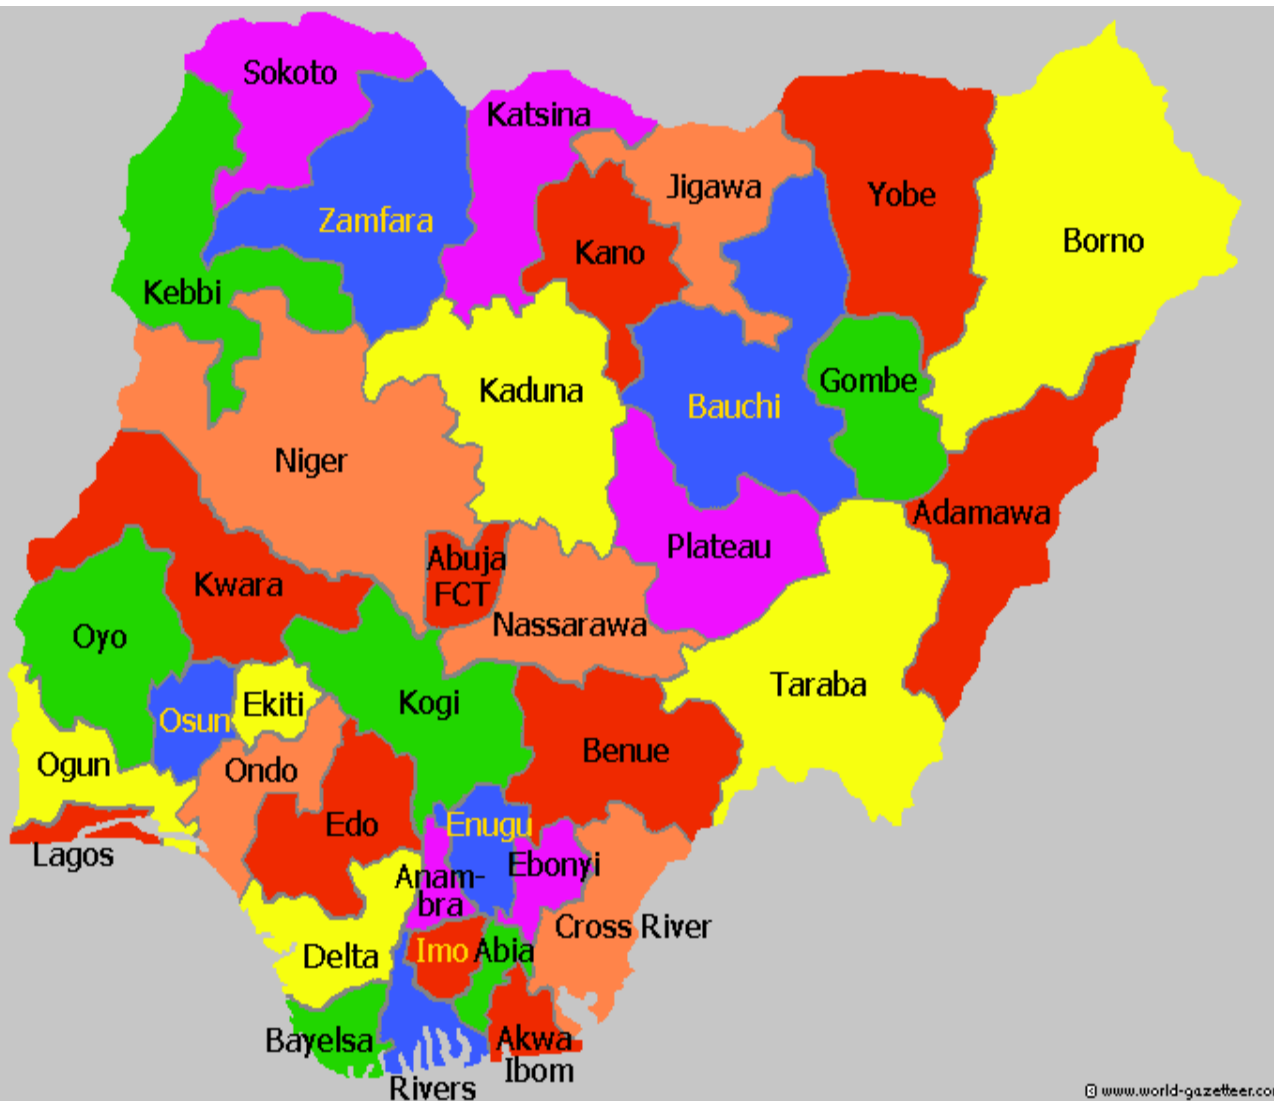 Sokoto
Katsina
Jigawa
Yobe
Zamfara
Kano
Borno
Kebbi
Gombe
Kaduna
Bauchi
Niger
Adamawa
Plateau
Abuja
FCT
Kwara
Nassarawa
Oyo
Taraba
Kogi
Ekiti
Osun
Benue
Ogun
Ondo
Edo
Enugu
Lagos
Ebonyi
Anam-
bra
Cross River
Imo
Abia
Delta
Bayelsa
Akwa
Ibom
Rivers
www.world-gazetteer.co